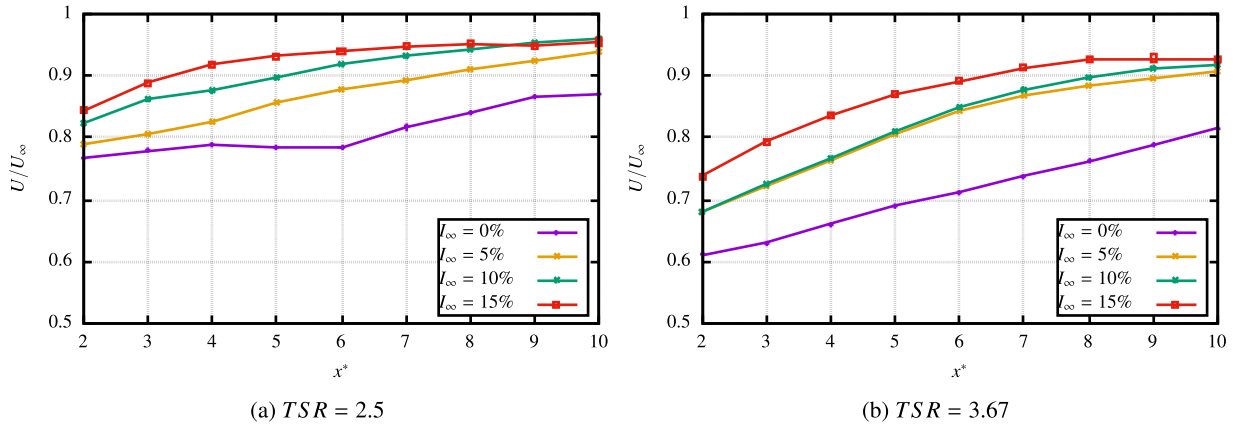 1
0.9
0.8
0.7
0.6
0.5
U/U∞
2 3 4 5 6 7 8 9 10
x*
I∞ = 0%
I∞ = 5%
I∞ = 10%
I∞ = 15%
(a) TSR = 2.5
1
0.9
0.8
0.7
0.6
0.5
U/U∞
2 3 4 5 6 7 8 9 10
x*
I∞ = 0%
I∞ = 5%
I∞ = 10%
I∞ = 15%
(b) TSR = 3.67